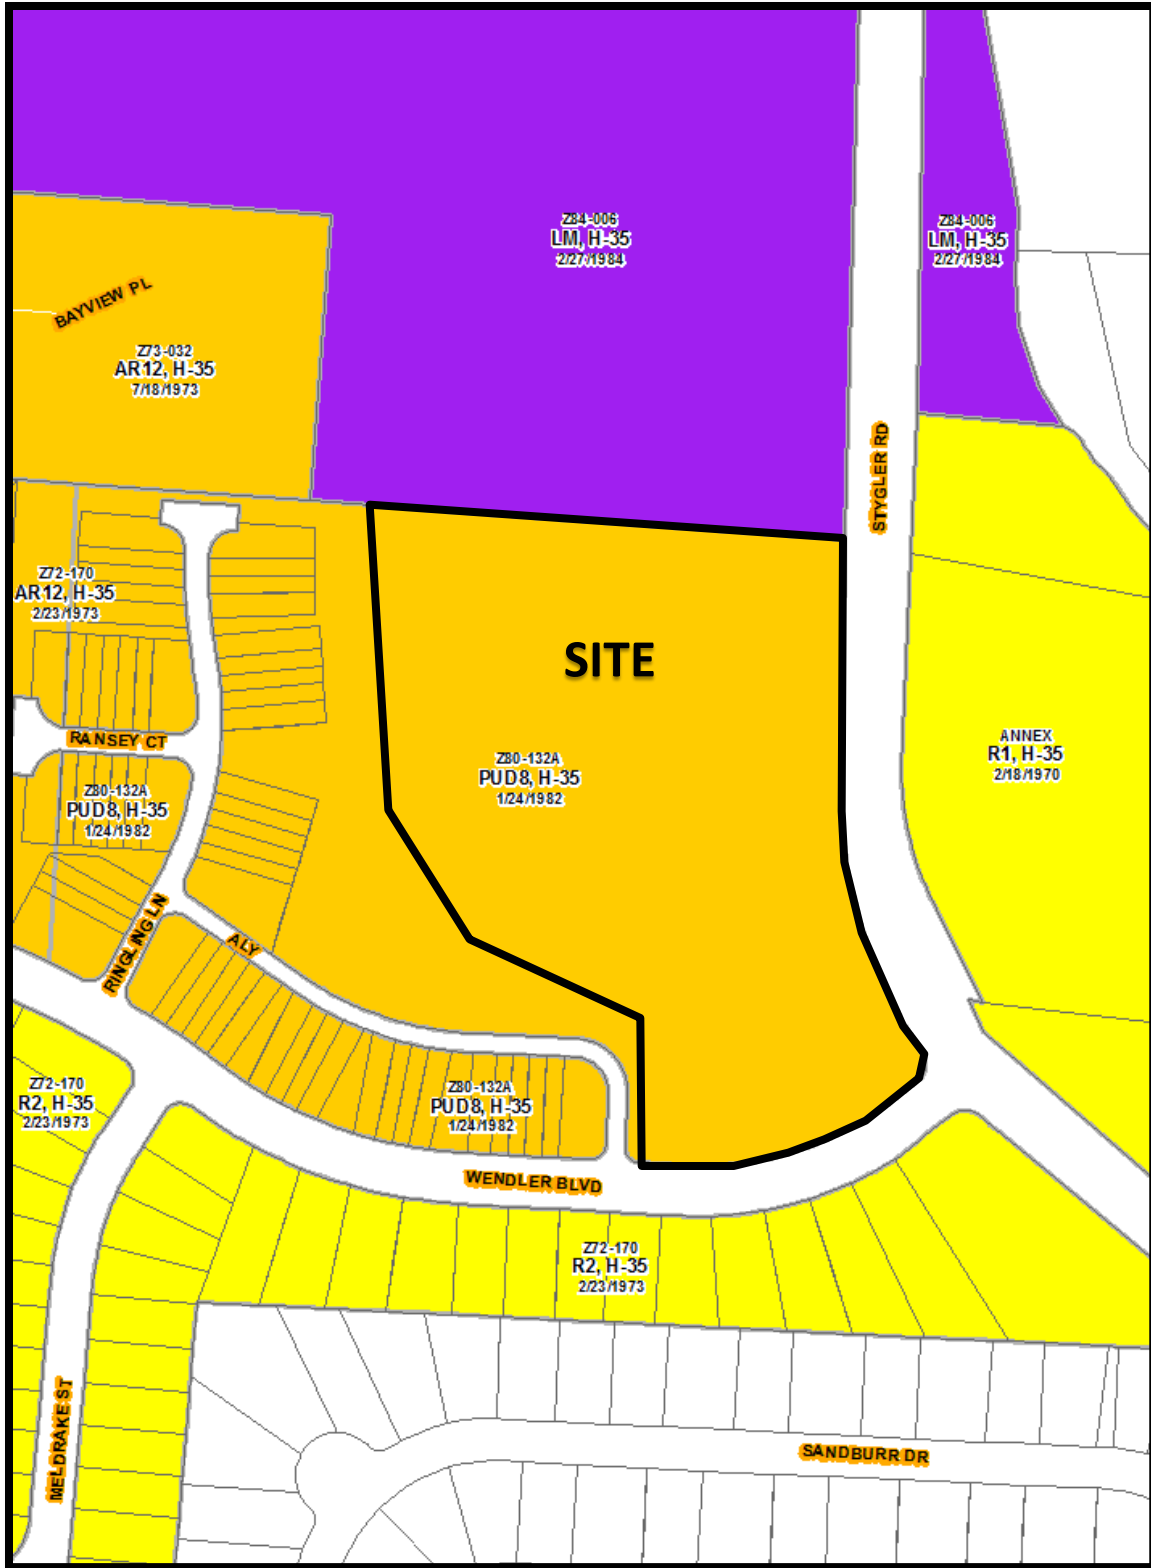 Z84-006
LM, H-35
2/27/1984
Z84-006
LM, H-35
2/27/1984
BAYVIEW PL
Z73-032
AR12, H-35
7/18/1973
STYGLER RD
Z72-170
AR12, H-35
2/23/1973
SITE
RANSEY CT
ANNEX
R1, H-35
2/18/1970
Z80-132A
PUD8, H-35
1/24/1982
Z80-132A
PUD8, H-35
1/24/1982
RINGLING LN
ALY
Z72-170
R2, H-35
2/23/1973
Z80-132A
PUD8, H-35
1/24/1982
WENDLER BLVD
Z72-170
R2, H-35
2/23/1973
MELDRAKE ST
SANDBURR DR